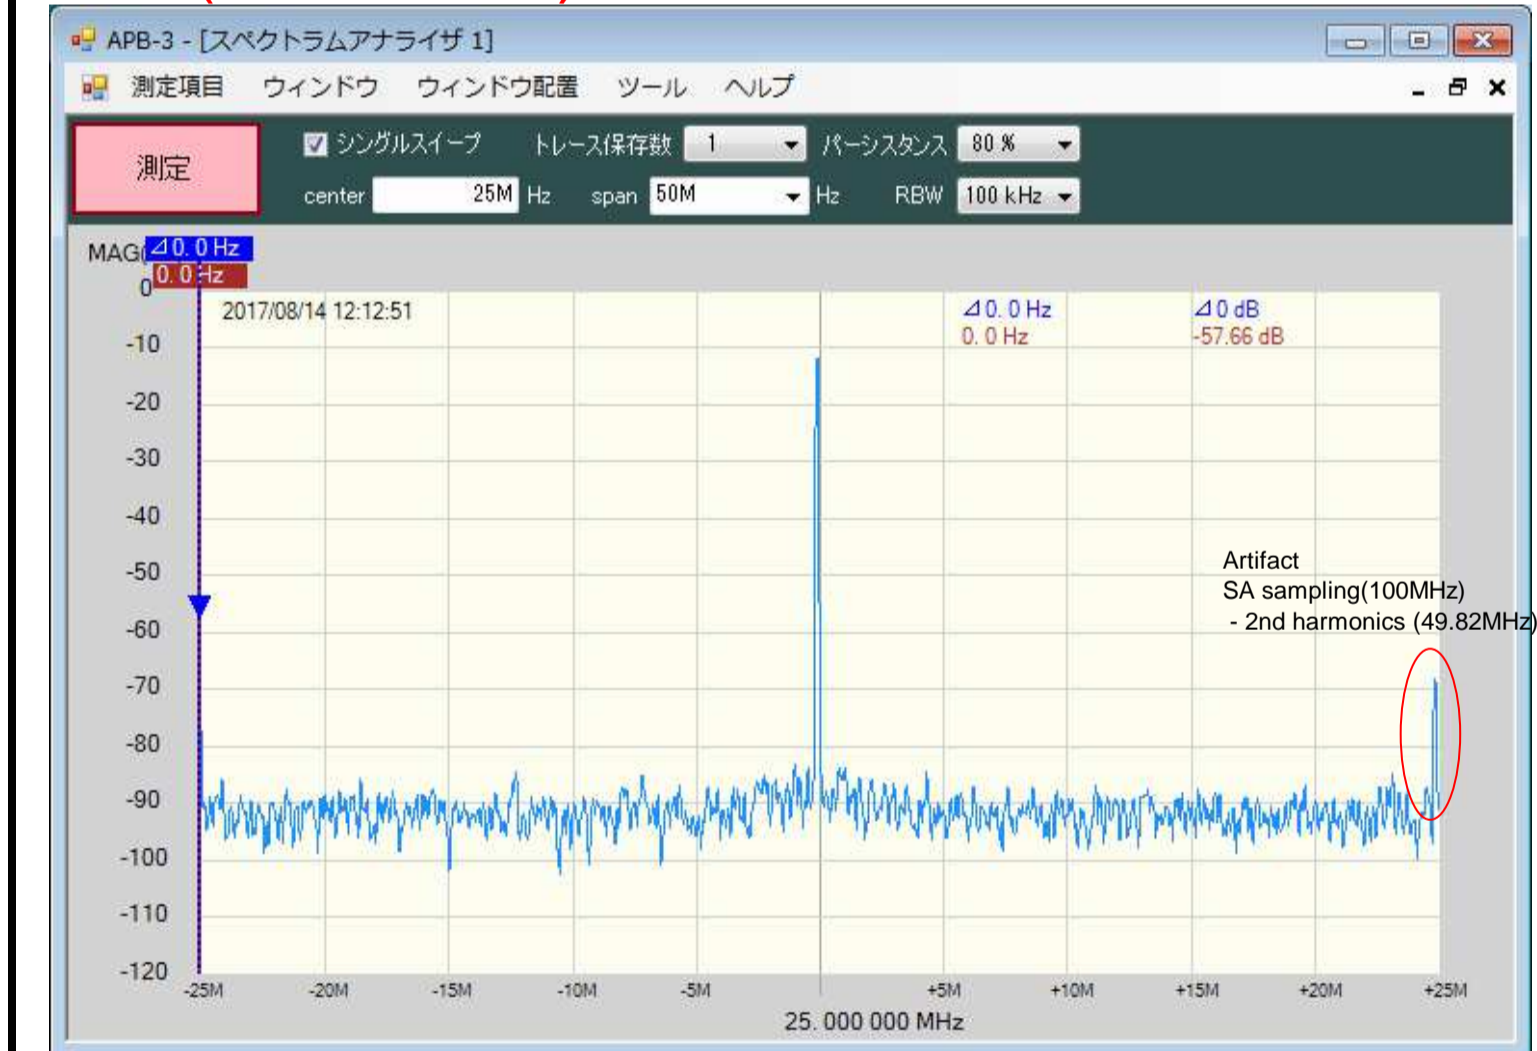 APB-3 - [スペクトラムアナライザ 1]
測定項目 ウィンドウ ウィンドウ配置 ツール ヘルプ
測定
シングルスイープ トレース保存数 1 パーシスタンス 80 %
center 25M Hz span 50M Hz RBW 100 kHz
MAG(
⊿0. 0 Hz
0. 0 Hz
0
2017/08/14 12:12:51
⊿0. 0 Hz ⊿0 dB
0. 0 Hz -57.66 dB
-10
-20
-30
-40
-50
-60
-70
-80
-90
-100
-110
-120
Artifact
SA sampling(100MHz)
- 2nd harmonics (49.82MHz)
-25M -20M -15M -10M -5M +5M +10M +15M +20M +25M
25. 000 000 MHz